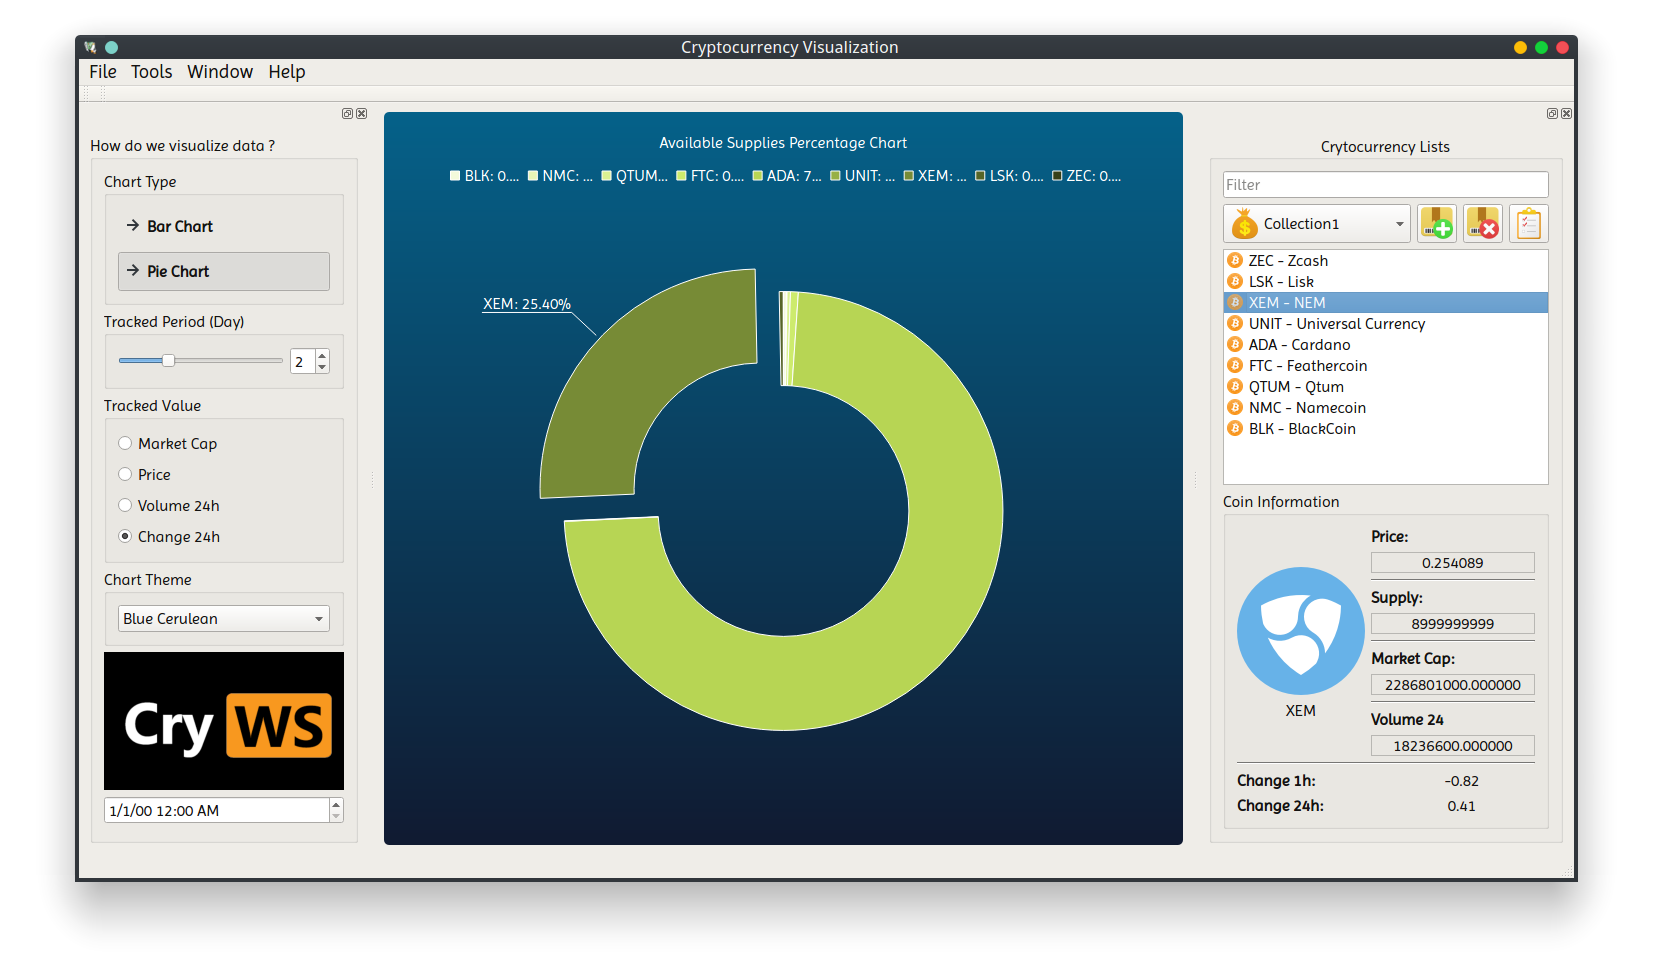 Cryptocurrency Visualization
File Tools Window Help
How do we visualize data ?
Chart Type
Bar Chart
Pie Chart
Tracked Period (Day)
2
Tracked Value
Market Cap
Price
Volume 24h
Change 24h
Chart Theme
Blue Cerulean
Cry WS
1/1/00 12:00 AM
Available Supplies Percentage Chart
BLK: 0.... NMC: ... QTUM... FTC: 0.... ADA: 7... UNIT: ... XEM: ... LSK: 0.... ZEC: 0....
XEM: 25.40%
Crytocurrency Lists
Filter
Collection1
ZEC - Zcash
LSK - Lisk
XEM - NEM
UNIT - Universal Currency
ADA - Cardano
FTC - Feathercoin
QTUM - Qtum
NMC - Namecoin
BLK - BlackCoin
Coin Information
XEM
Price:
0.254089
Supply:
8999999999
Market Cap:
2286801000.000000
Volume 24
18236600.000000
Change 1h: -0.82
Change 24h: 0.41